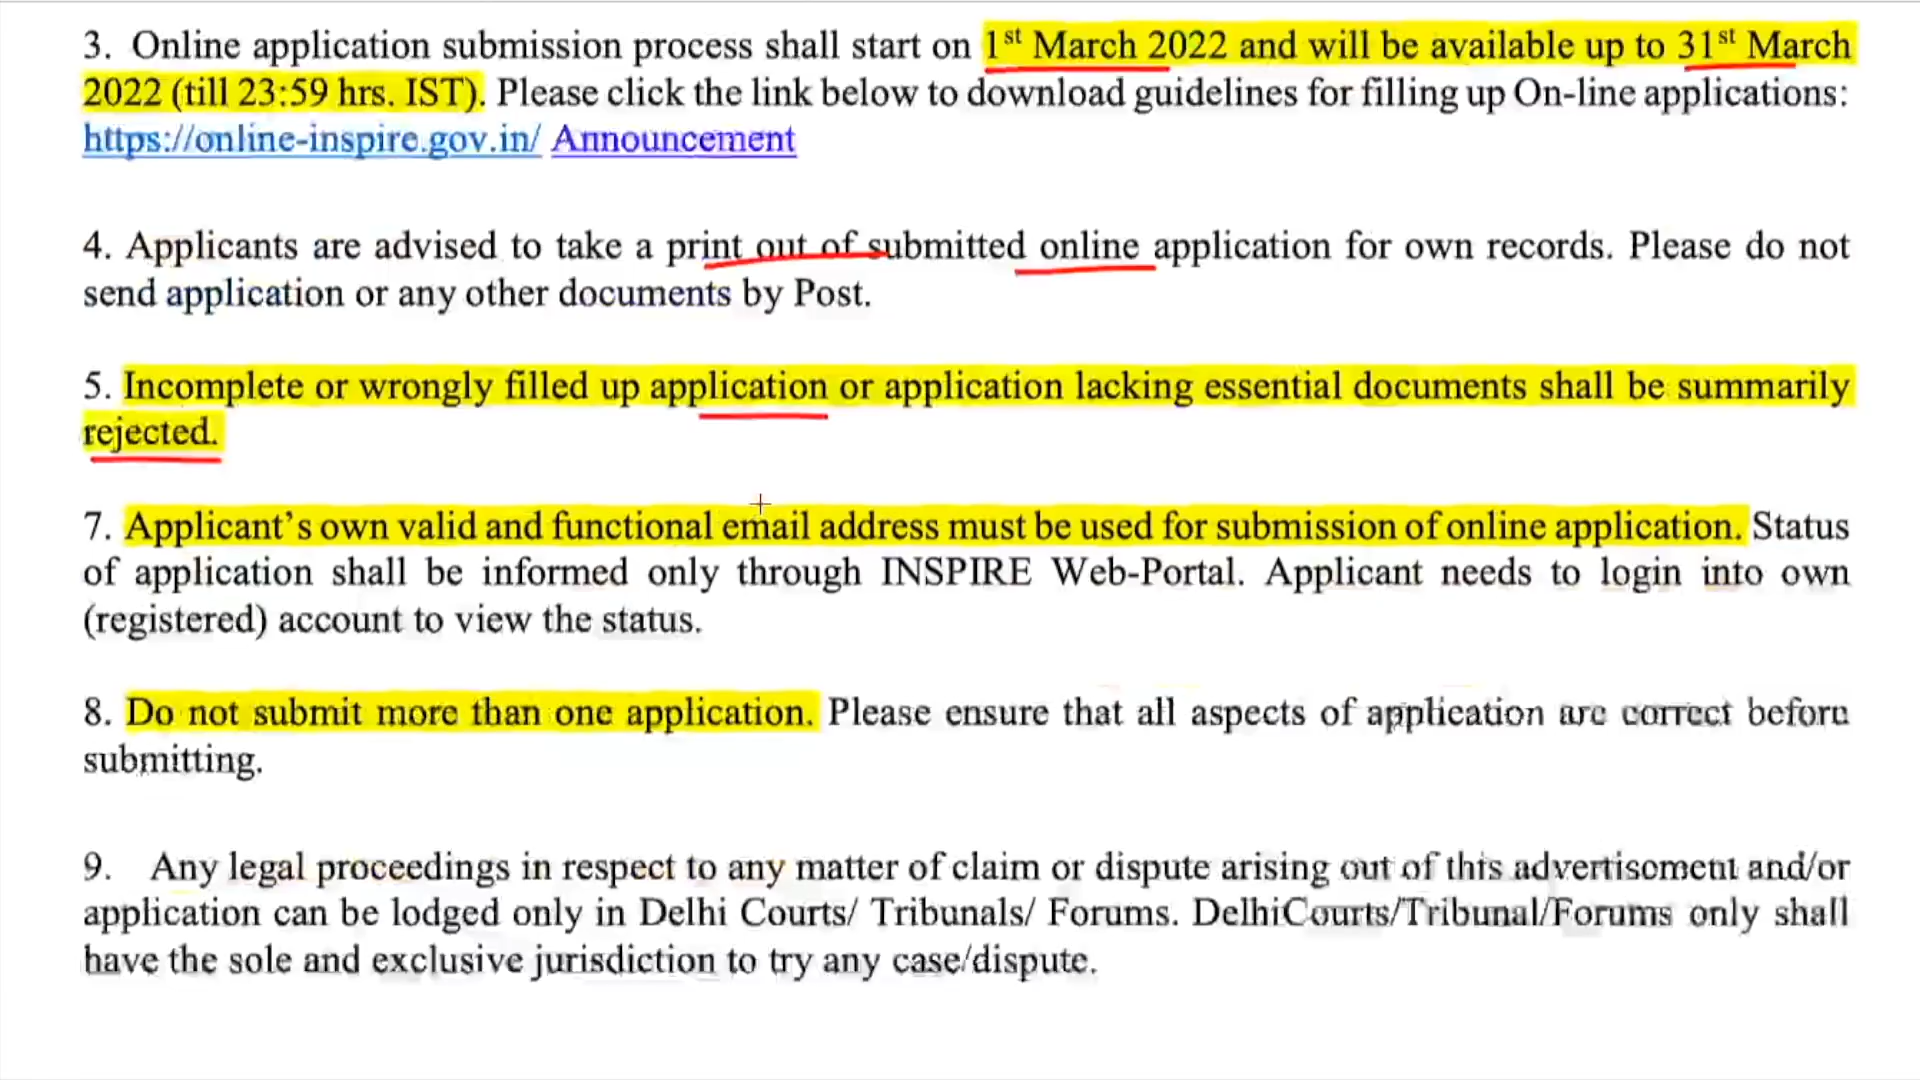 3. Online application submission process shall start on 1st March 2022 and will be available up to 31st March
2022 (till 23:59 hrs. IST). Please click the link below to download guidelines for filling up On-line applications:
https://online-inspire.gov.in/ Announcement
4. Applicants are advised to take a print out of submitted online application for own records. Please do not
send application or any other documents by Post.
5. Incomplete or wrongly filled up application or application lacking essential documents shall be summarily
rejected.
7. Applicant’s own valid and functional email address must be used for submission of online application. Status
of application shall be informed only through INSPIRE Web-Portal. Applicant needs to login into own
(registered) account to view the status.
8. Do not submit more than one application. Please ensure that all aspects of application are correct before
submitting.
9. Any legal proceedings in respect to any matter of claim or dispute arising out of this advertisement and/or
application can be lodged only in Delhi Courts/ Tribunals/ Forums. DelhiCourts/Tribunal/Forums only shall
have the sole and exclusive jurisdiction to try any case/dispute.